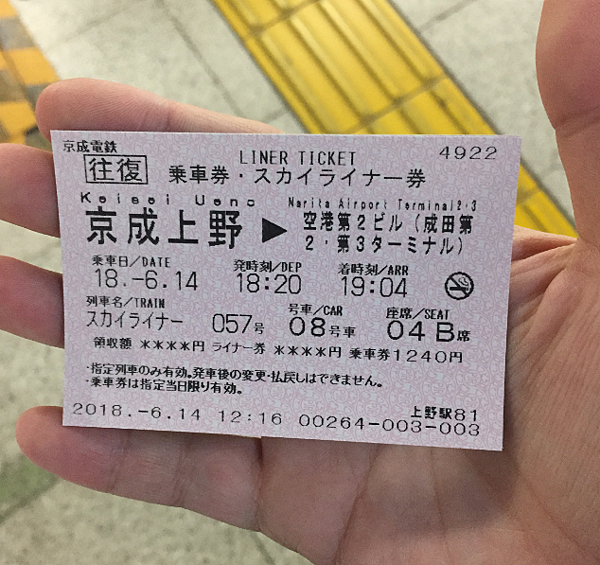 京成電鉄
LINER TICKET 4922
往復 乗車券・スカイライナー券
Keisei Ueno Narita Airport Terminal2・3
京成上野 ▶ 空港第2ビル(成田第
2・第3ターミナル)
乗車日/DATE 発時刻/DEP 着時刻/ARR
18.-6.14 18:20 19:04
列車名/TRAIN 号車/CAR 座席/SEAT
スカイライナー 057号 08号車 04B席
領収額 ****円 ライナー券 ****円 乗車券1240円
・指定列車のみ有効。発車後の変更・払戻しはできません。
・乗車券は指定当日限り有効。
2018.-6.14 12:16 00264-003-003 上野駅81